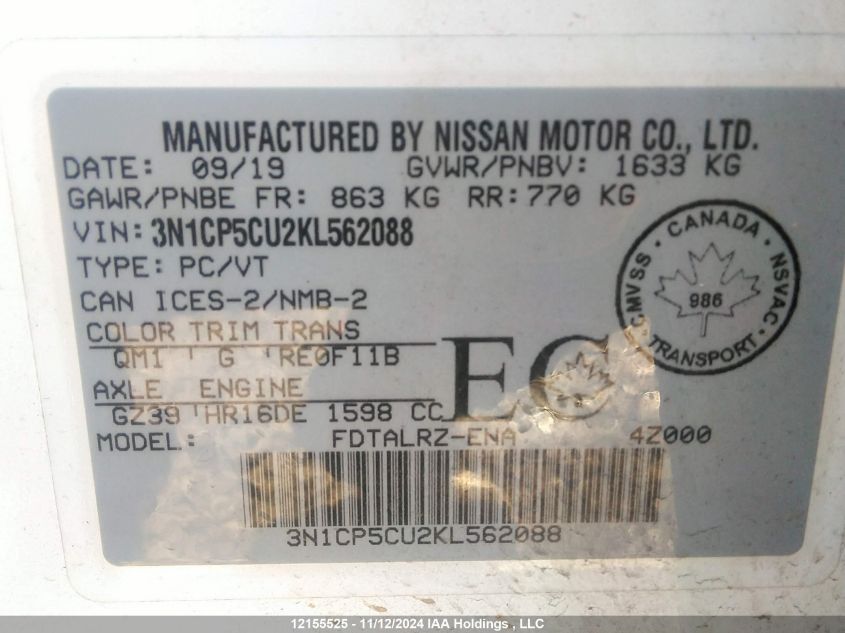 MANUFACTURED BY NISSAN MOTOR CO., LTD.
DATE: 09/19 GVWR/PNBV: 1633 KG
GAWR/PNBE FR: 863 KG RR: 770 KG
VIN: 3N1CP5CU2KL562088
TYPE: PC/VT
CAN ICES-2/NMB-2
COLOR TRIM TRANS
QM1 G RE0F11B
AXLE ENGINE
GZ39 HR16DE 1598 CC
MODEL: FDTALRZ-ENA 4Z000
EC
CMVSS · CANADA · NSVAC · TRANSPORT ·
986
3N1CP5CU2KL562088
12155525 - 11/12/2024 IAA Holdings , LLC